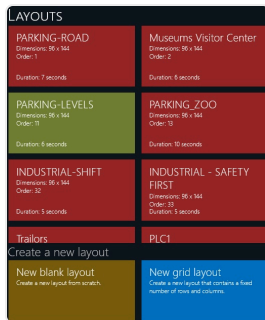 LAYOUTS
PARKING-ROAD
Dimensions: 96 x 144
Order: 1
Duration: 7 seconds
Museums Visitor Center
Dimensions: 96 x 144
Order: 2
Duration: 6 seconds
PARKING-LEVELS
Dimensions: 96 x 144
Order: 11
Duration: 6 seconds
PARKING_ZOO
Dimensions: 96 x 144
Order: 13
Duration: 10 seconds
INDUSTRIAL-SHIFT
Dimensions: 96 x 144
Order: 32
Duration: 5 seconds
INDUSTRIAL - SAFETY
FIRST
Dimensions: 96 x 144
Order: 33
Duration: 5 seconds
Trailors
PLC1
Create a new layout
New blank layout
Create a new layout from scratch.
New grid layout
Create a new layout that contains a fixed
number of rows and columns.